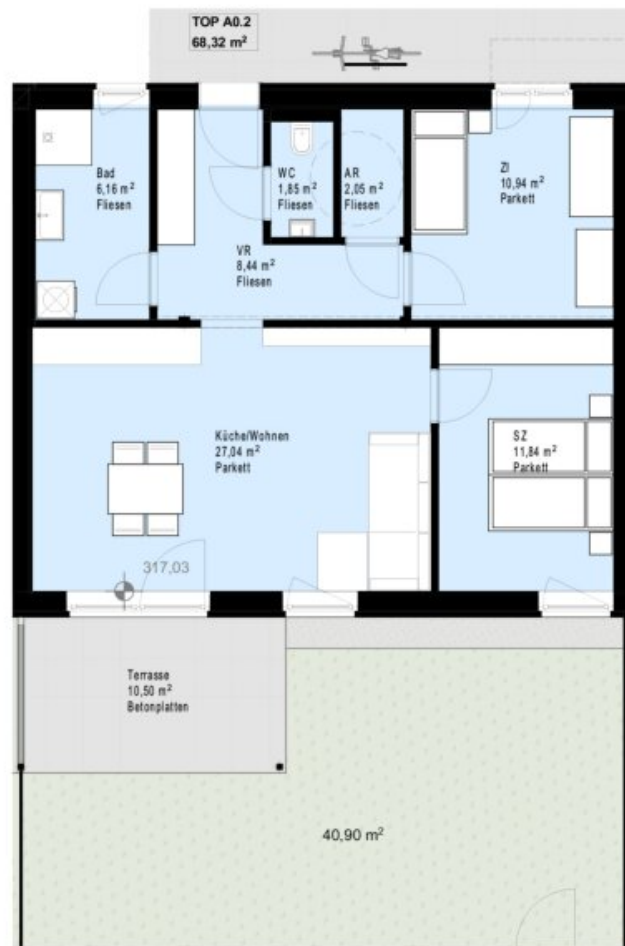 TOP A0.2
68,32 m²
Bad
6,16 m²
Fliesen
WC
1,85 m²
Fliesen
AR
2,05 m²
Fliesen
ZI
10,94 m²
Parkett
VR
8,44 m²
Fliesen
Küche/Wohnen
27,04 m²
Parkett
SZ
11,84 m²
Parkett
317,03
Terrasse
10,50 m²
Betonplatten
40,90 m²